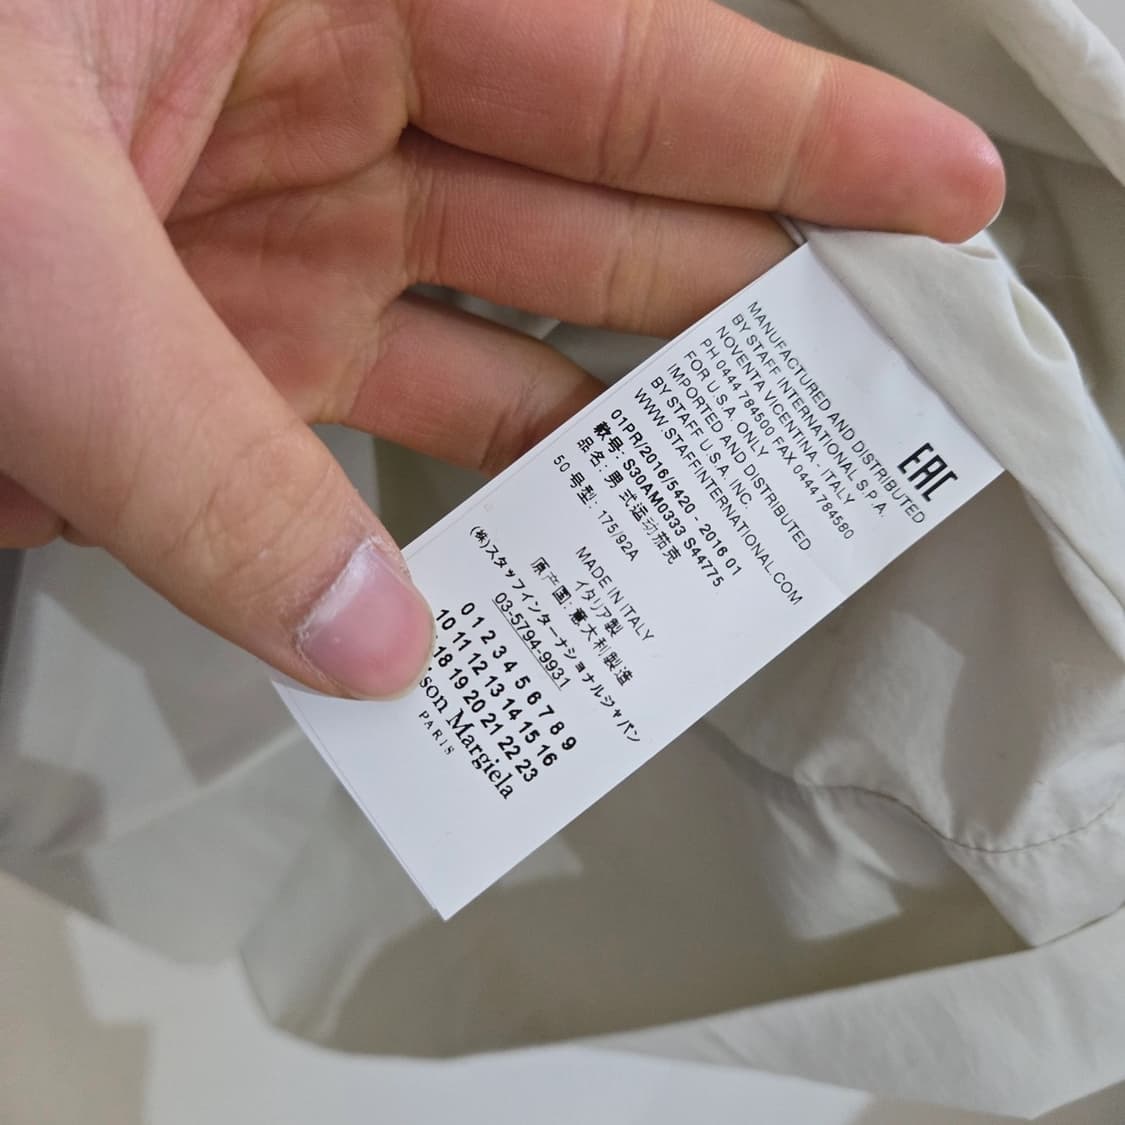 EAC
MANUFACTURED AND DISTRIBUTED
BY STAFF INTERNATIONAL S.P.A.
NOVENTA VICENTINA - ITALY
PH 0444 784500 FAX 0444 784580
FOR U.S.A. ONLY
IMPORTED AND DISTRIBUTED
BY STAFF U.S.A. INC.
WWW.STAFFINTERNATIONAL.COM
01PR/2016/5420 - 2016 01
款号: S30AM0333 S44775
品名: 男 式运动茄克
50 号型: 175/92A
MADE IN ITALY
イタリア製
原产国: 意大利製造
(株)スタッフインターナショナルジャパン
03-5794-9931
0 1 2 3 4 5 6 7 8 9
10 11 12 13 14 15 16
18 19 20 21 22 23
Margiela
PARIS